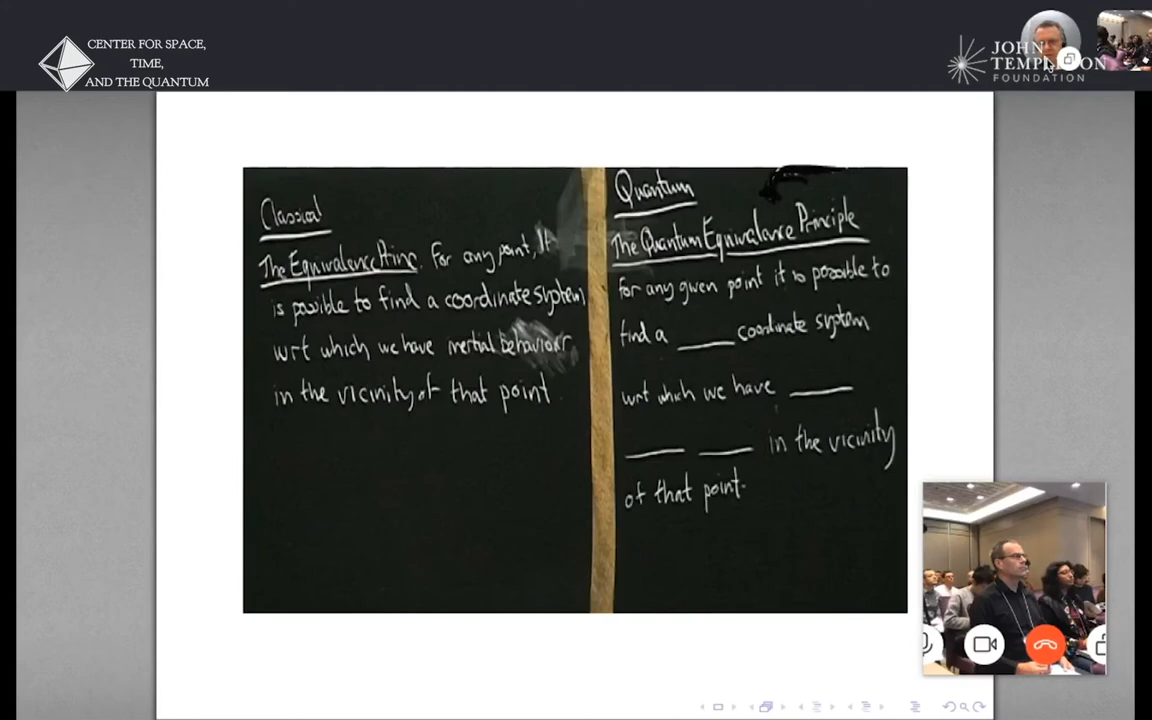 CENTER FOR SPACE,
TIME,
AND THE QUANTUM
JOHN
TEMPLETON
FOUNDATION
Classical
The Equivalence Princ. For any point, it
is possible to find a coordinate system
wrt which we have inertial behaviour
in the vicinity of that point
Quantum
The Quantum Equivalence Principle
for any given point it is possible to
find a ____ coordinate system
wrt which we have ____
____ ____ in the vicinity
of that point.